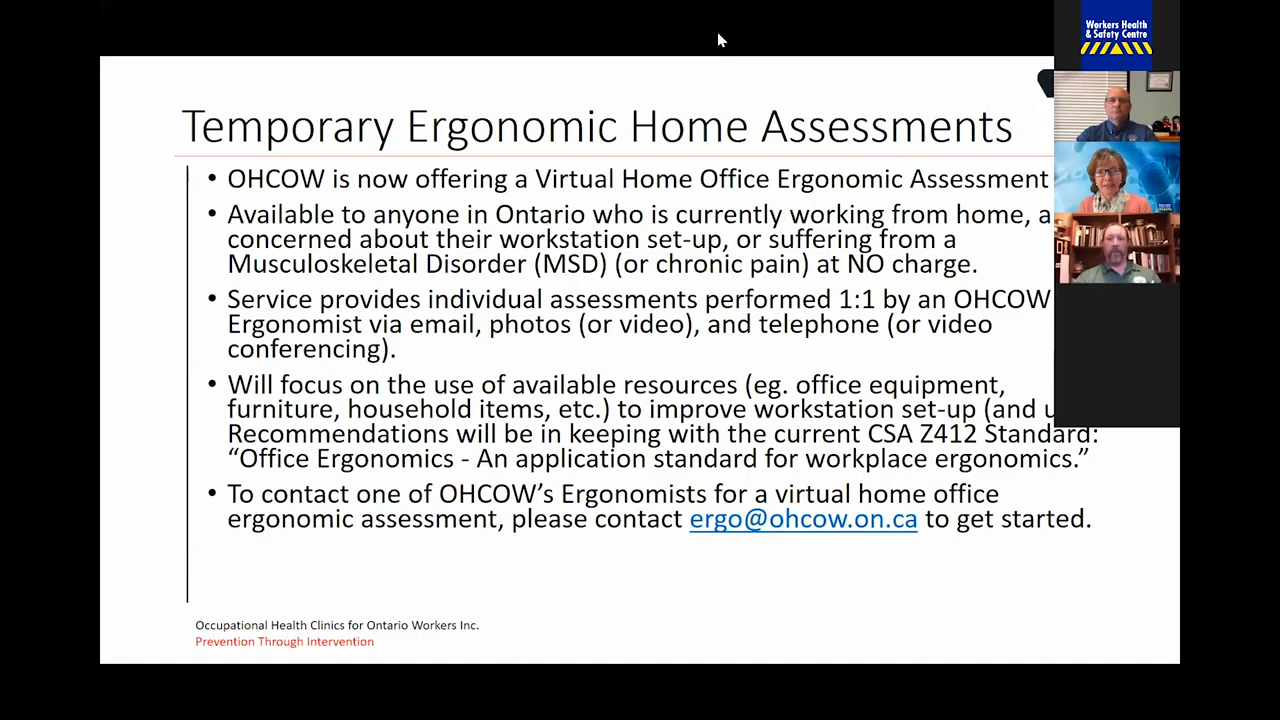 Workers Health
& Safety Centre
Temporary Ergonomic Home Assessments
• OHCOW is now offering a Virtual Home Office Ergonomic Assessment
• Available to anyone in Ontario who is currently working from home, a
concerned about their workstation set-up, or suffering from a
Musculoskeletal Disorder (MSD) (or chronic pain) at NO charge.
• Service provides individual assessments performed 1:1 by an OHCOW
Ergonomist via email, photos (or video), and telephone (or video
conferencing).
• Will focus on the use of available resources (eg. office equipment,
furniture, household items, etc.) to improve workstation set-up (and u
Recommendations will be in keeping with the current CSA Z412 Standard:
“Office Ergonomics - An application standard for workplace ergonomics.”
• To contact one of OHCOW’s Ergonomists for a virtual home office
ergonomic assessment, please contact ergo@ohcow.on.ca to get started.
Occupational Health Clinics for Ontario Workers Inc.
Prevention Through Intervention